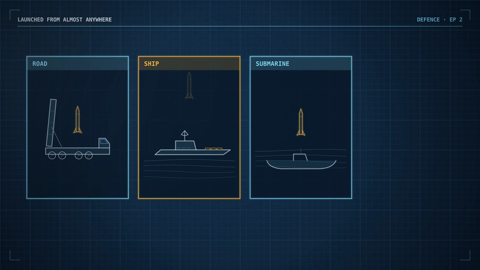 LAUNCHED FROM ALMOST ANYWHERE
DEFENCE · EP 2
ROAD
SHIP
SUBMARINE